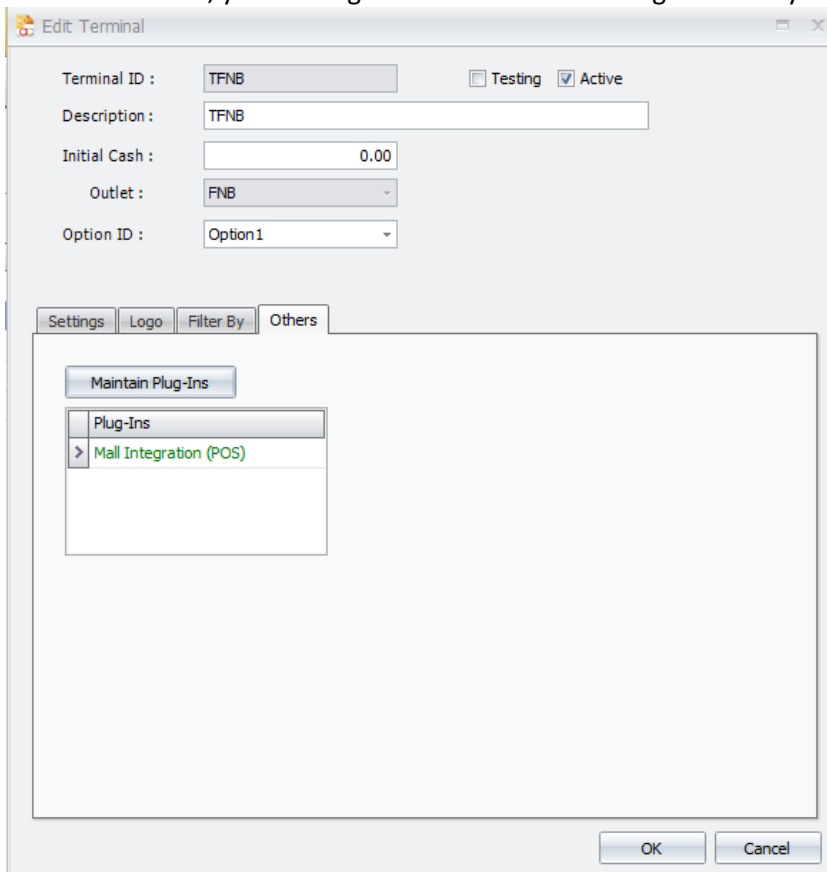 Edit Terminal
Terminal ID : TFNB Testing Active
Description : TFNB
Initial Cash : 0.00
Outlet : FNB
Option ID : Option1
Settings Logo Filter By Others
Maintain Plug-Ins
Plug-Ins
Mall Integration (POS)
OK Cancel